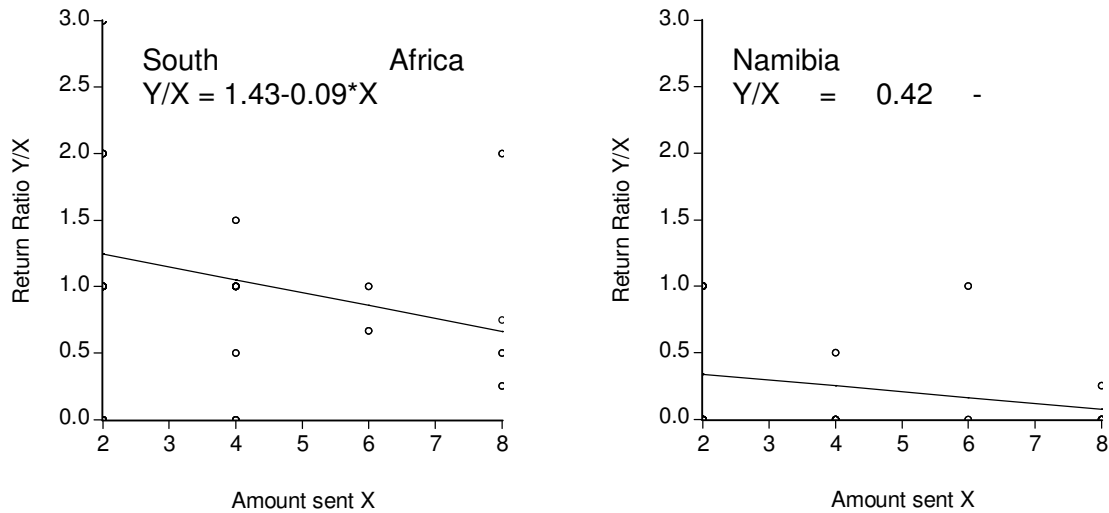 3.0
2.5
2.0
1.5
1.0
0.5
0.0
Return Ratio Y/X
South Africa
Y/X = 1.43-0.09*X
2 3 4 5 6 7 8
Amount sent X
3.0
2.5
2.0
1.5
1.0
0.5
0.0
Return Ratio Y/X
Namibia
Y/X = 0.42 -
2 3 4 5 6 7 8
Amount sent X